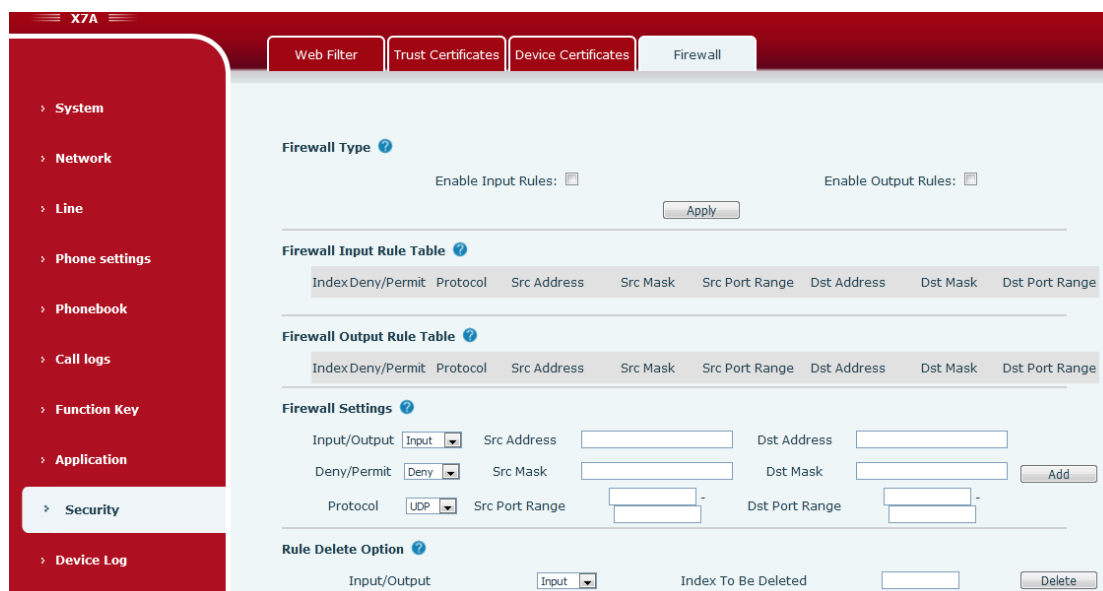 X7A
Web Filter Trust Certificates Device Certificates Firewall
› System
› Network
› Line
› Phone settings
› Phonebook
› Call logs
› Function Key
› Application
› Security
› Device Log
Firewall Type ?
Enable Input Rules: Enable Output Rules:
Apply
Firewall Input Rule Table ?
Index Deny/Permit Protocol Src Address Src Mask Src Port Range Dst Address Dst Mask Dst Port Range
Firewall Output Rule Table ?
Index Deny/Permit Protocol Src Address Src Mask Src Port Range Dst Address Dst Mask Dst Port Range
Firewall Settings ?
Input/Output Input Src Address Dst Address
Deny/Permit Deny Src Mask Dst Mask Add
Protocol UDP Src Port Range - Dst Port Range -
Rule Delete Option ?
Input/Output Input Index To Be Deleted Delete